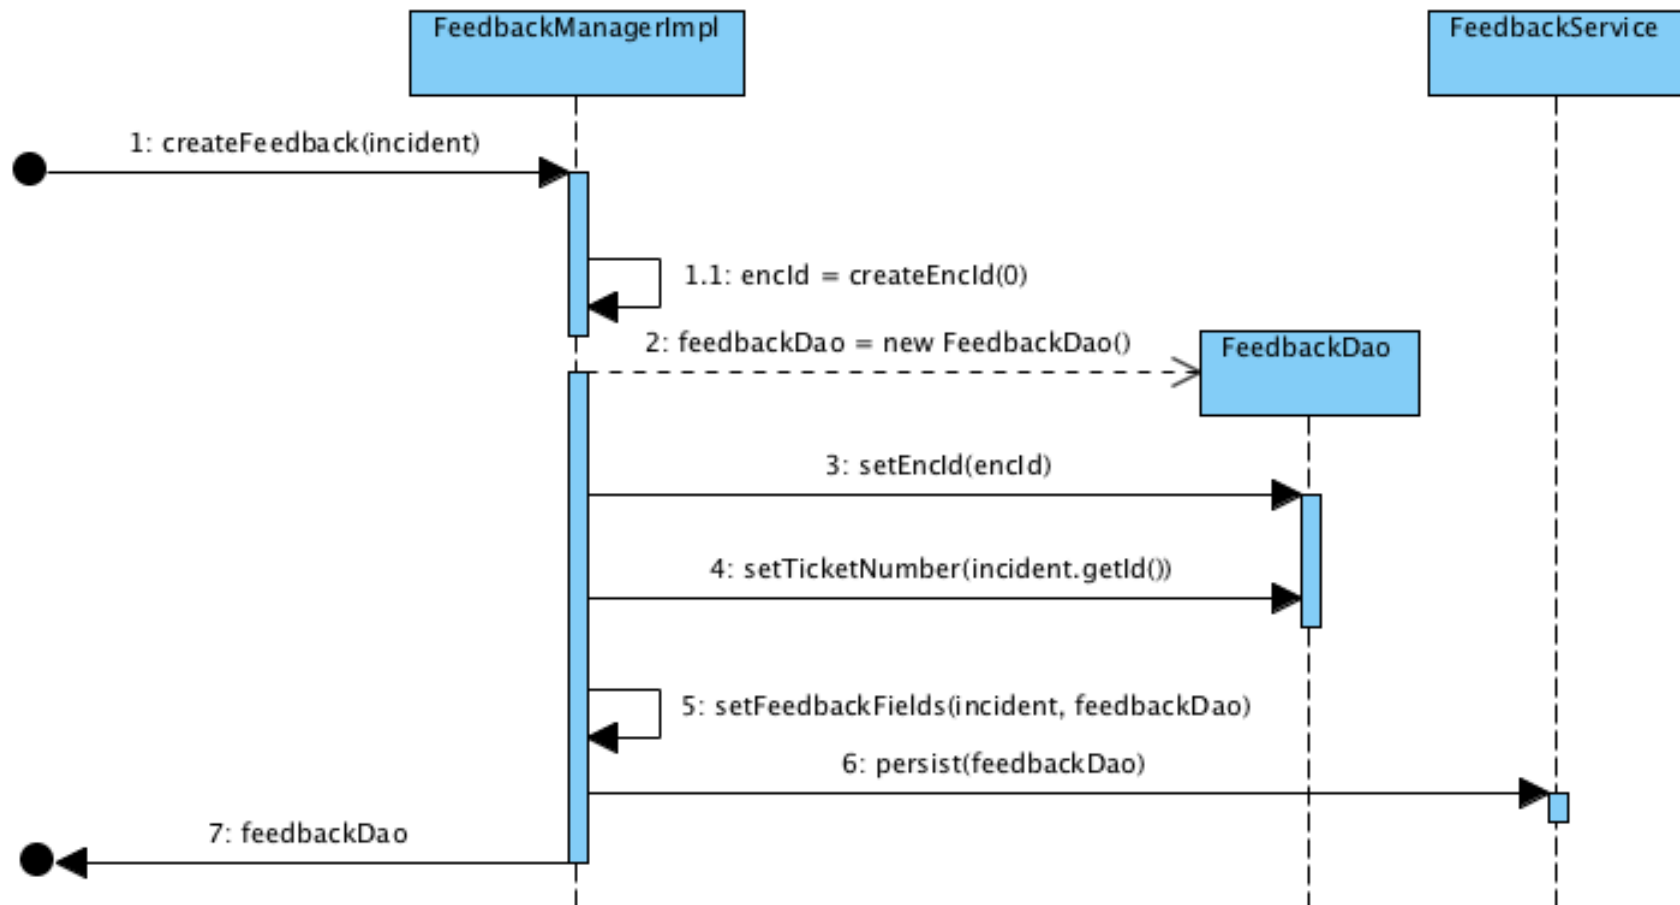 FeedbackManagerImpl
FeedbackService
1: createFeedback(incident)
1.1: encId = createEncId(0)
2: feedbackDao = new FeedbackDao()
FeedbackDao
3: setEncId(encId)
4: setTicketNumber(incident.getId())
5: setFeedbackFields(incident, feedbackDao)
6: persist(feedbackDao)
7: feedbackDao